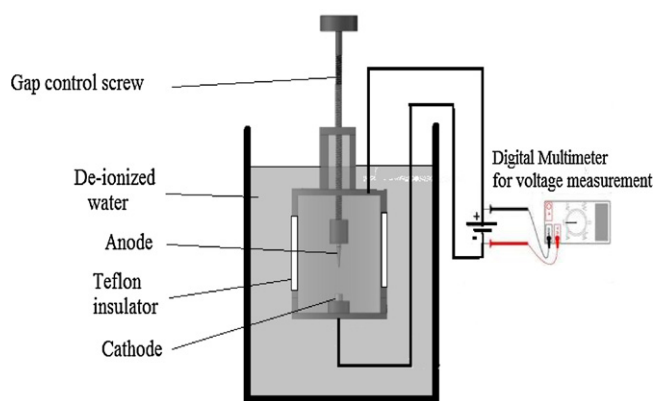 Gap control screw
De-ionized
water
Anode
Teflon
insulator
Cathode
+
Digital Multimeter
for voltage measurement